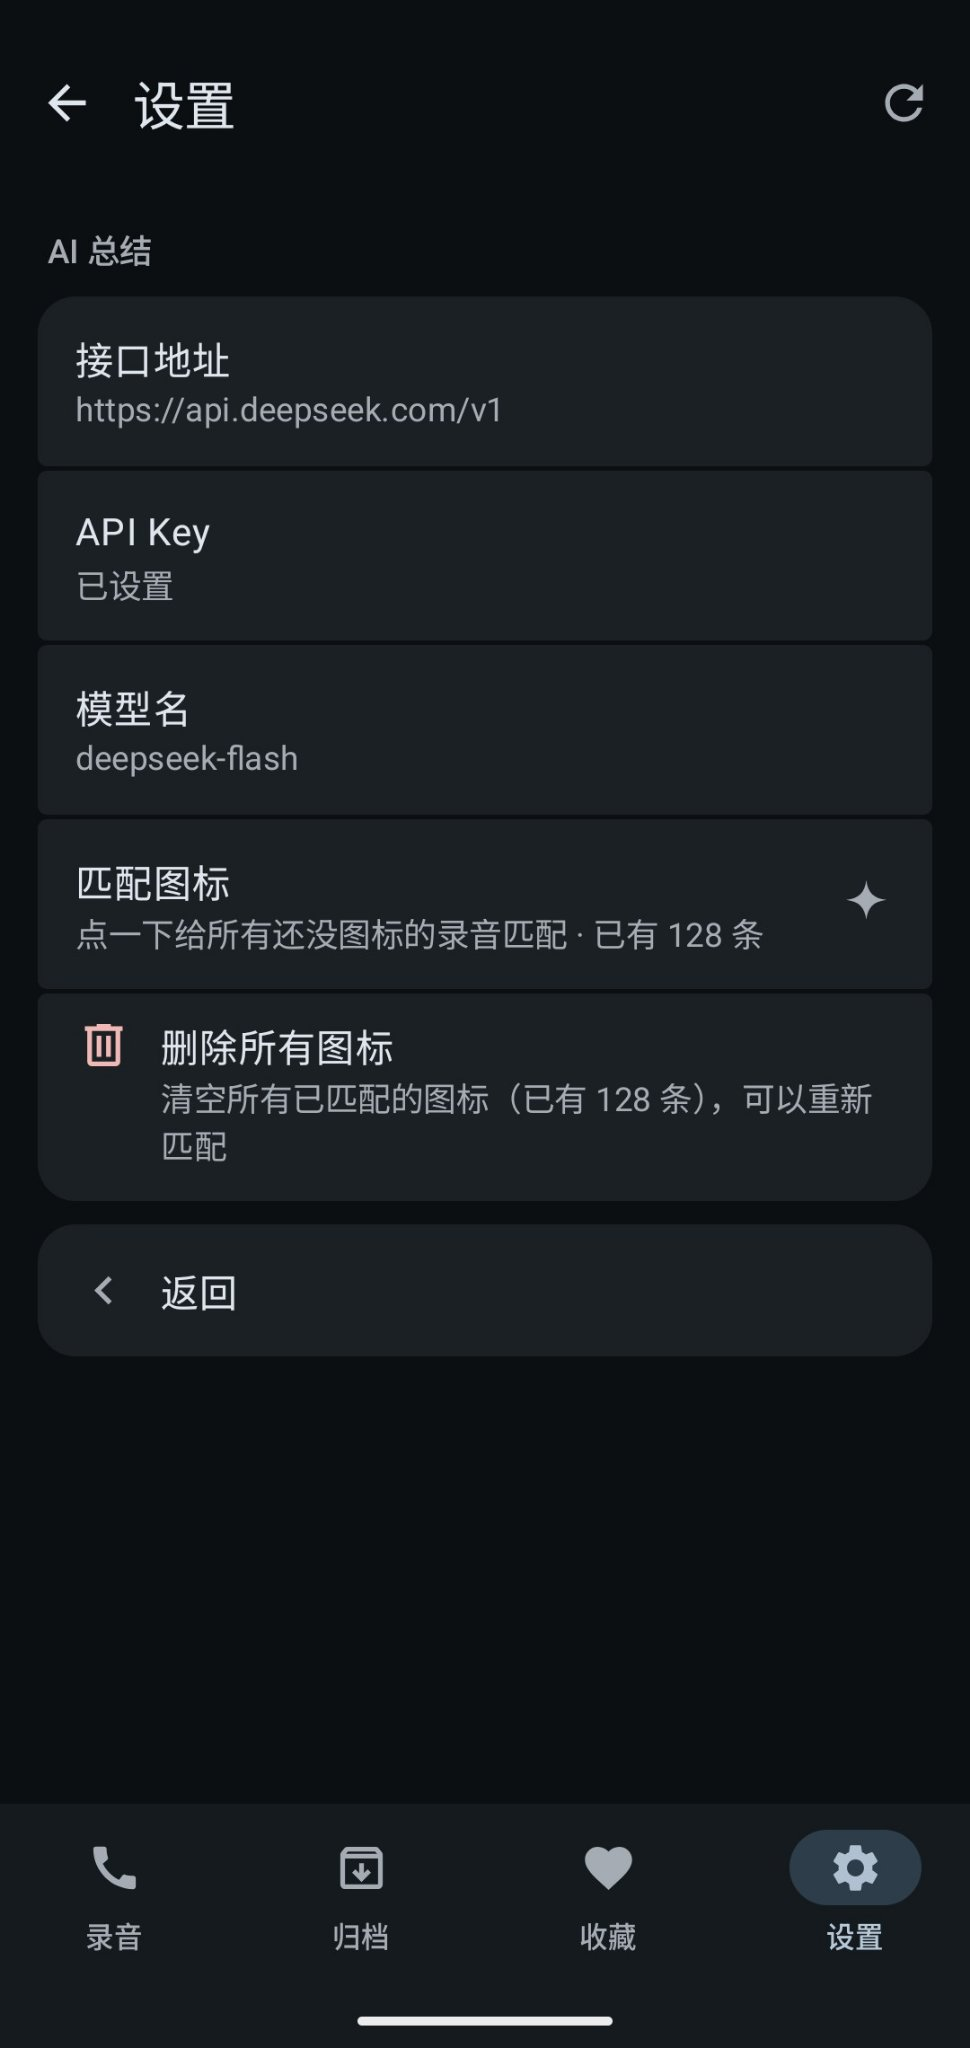 设置
AI 总结
接口地址
https://api.deepseek.com/v1
API Key
已设置
模型名
deepseek-flash
匹配图标
点一下给所有还没图标的录音匹配 · 已有 128 条
删除所有图标
清空所有已匹配的图标（已有 128 条），可以重新
匹配
返回
录音
归档
收藏
设置